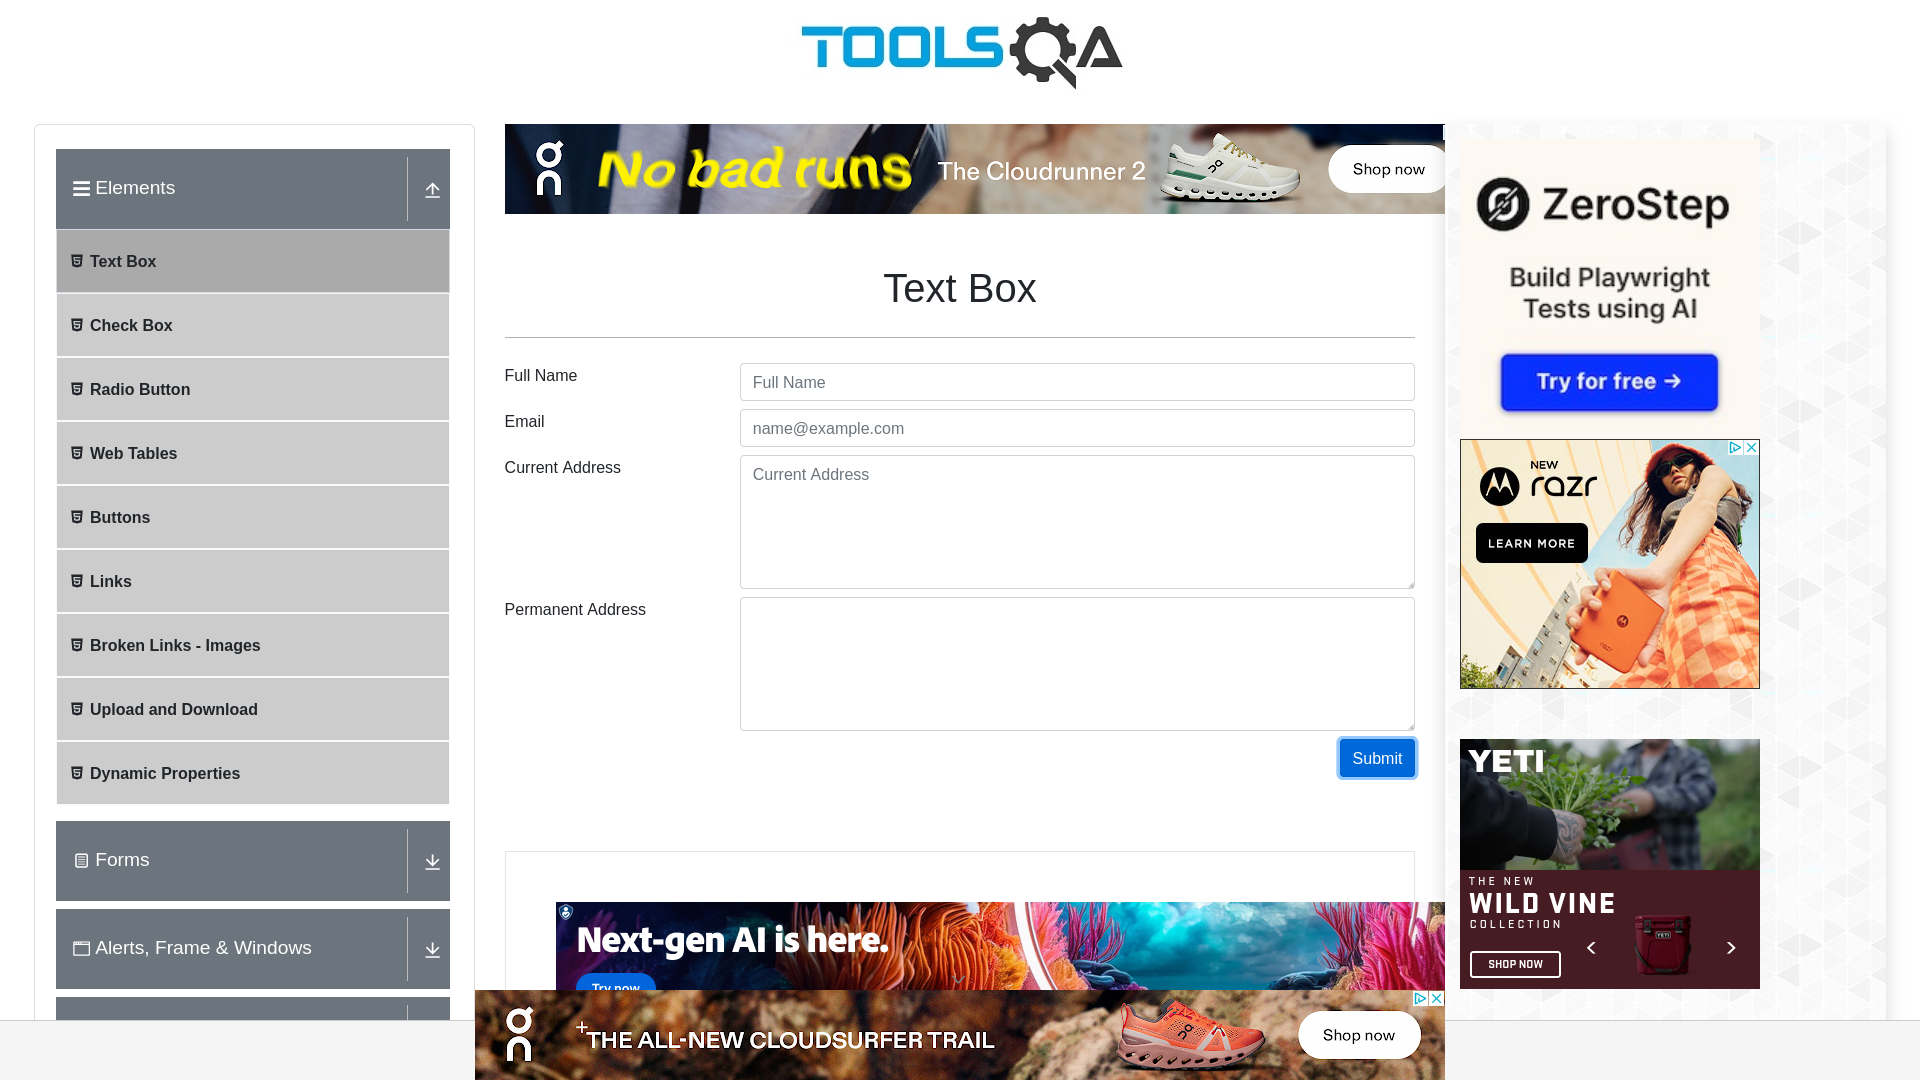 TOOLSQA
Elements
Text Box
Check Box
Radio Button
Web Tables
Buttons
Links
Broken Links - Images
Upload and Download
Dynamic Properties
Forms
Alerts, Frame & Windows
No bad runs
The Cloudrunner 2
Shop now
Text Box
Full Name
Full Name
Email
name@example.com
Current Address
Current Address
Permanent Address
Submit
Next-gen AI is here.
Try now
THE ALL-NEW CLOUDSURFER TRAIL
Shop now
ZeroStep
Build Playwright
Tests using AI
Try for free →
NEW
razr
LEARN MORE
razr
YETI
THE NEW
WILD VINE
COLLECTION
YETI
SHOP NOW